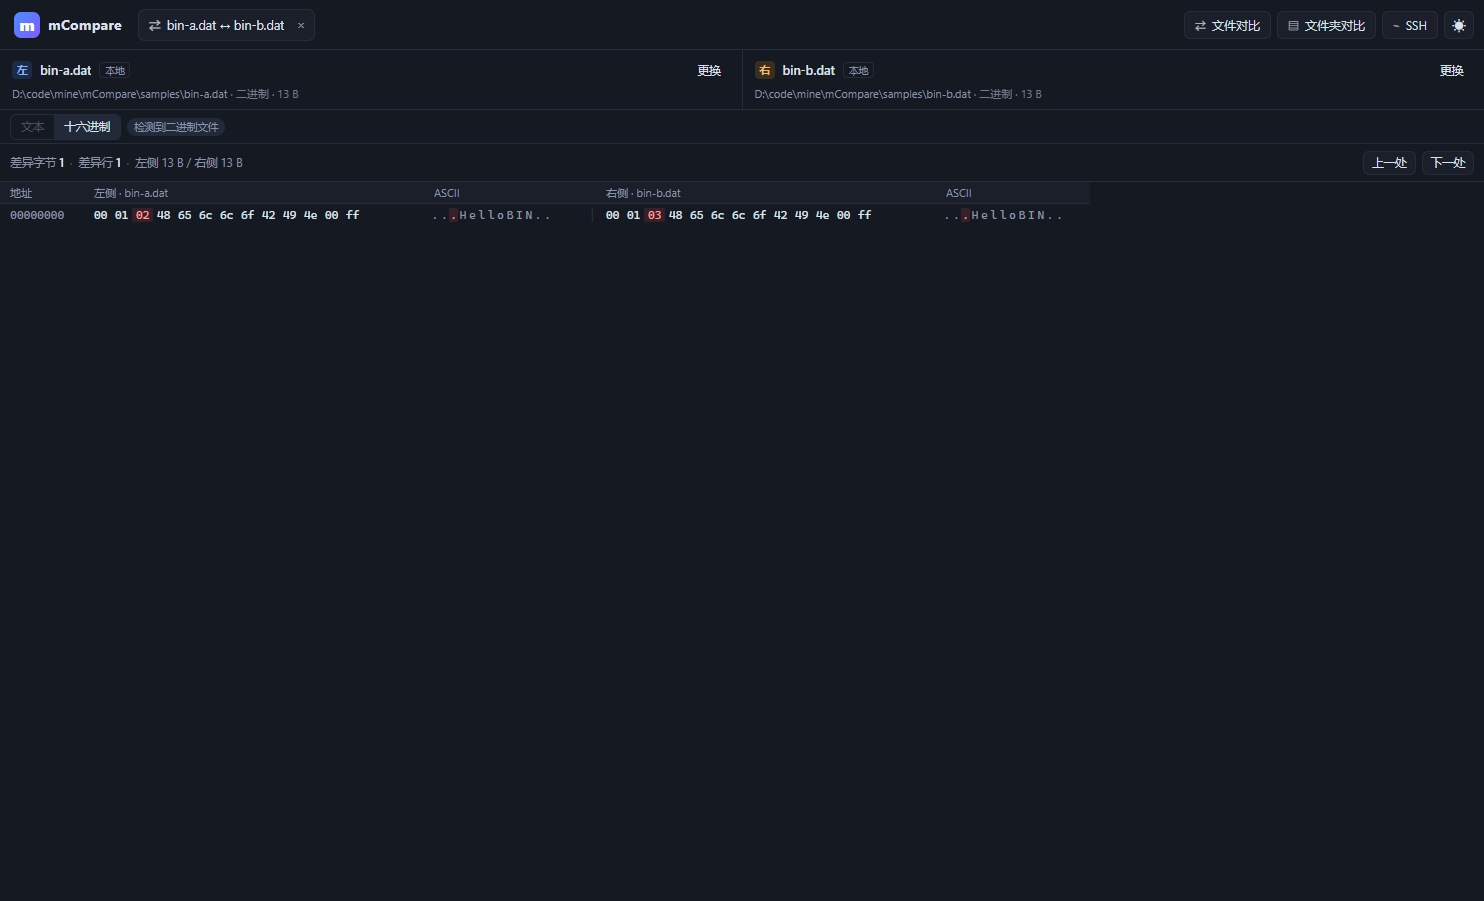 m mCompare ⇄ bin-a.dat ↔ bin-b.dat × ⇄ 文件对比 ▤ 文件夹对比 ~ SSH
左 bin-a.dat 本地 更换 右 bin-b.dat 本地 更换
D:\code\mine\mCompare\samples\bin-a.dat · 二进制 · 13 B D:\code\mine\mCompare\samples\bin-b.dat · 二进制 · 13 B
文本 十六进制 检测到二进制文件
差异字节 1 · 差异行 1 · 左侧 13 B / 右侧 13 B 上一处 下一处
地址 左侧 · bin-a.dat ASCII 右侧 · bin-b.dat ASCII
00000000 00 01 02 48 65 6c 6c 6f 42 49 4e 00 ff ...HelloBIN.. 00 01 03 48 65 6c 6c 6f 42 49 4e 00 ff ...HelloBIN..